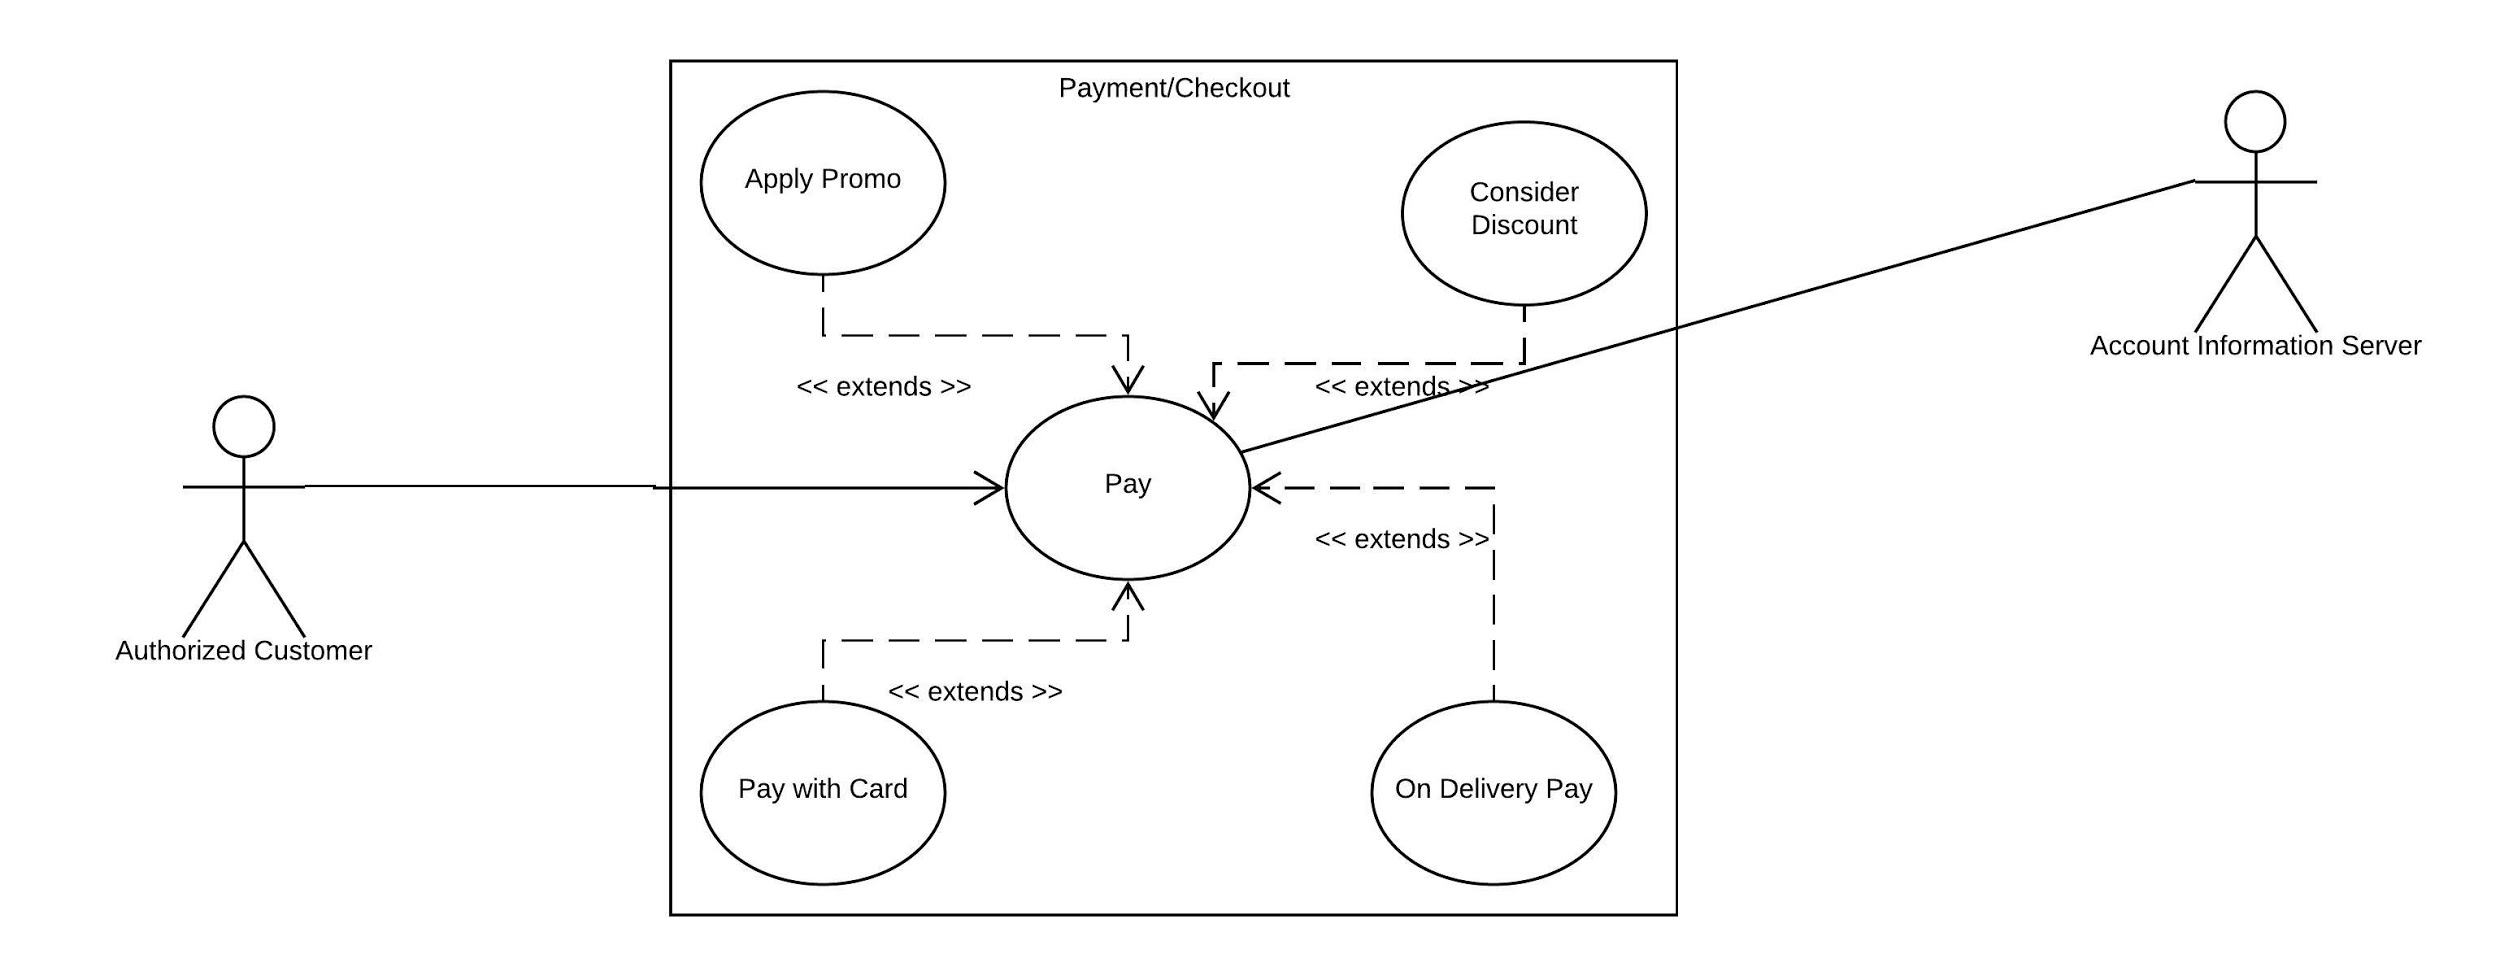 Payment/Checkout
Apply Promo
Consider
Discount
Account Information Server
<< extends >>
<< extends >>
Pay
<< extends >>
Authorized Customer
<< extends >>
Pay with Card
On Delivery Pay